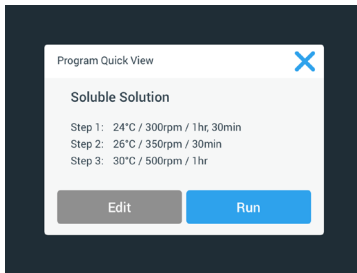 Program Quick View
Soluble Solution
Step 1: 24°C / 300rpm / 1hr, 30min
Step 2: 26°C / 350rpm / 30min
Step 3: 30°C / 500rpm / 1hr
Edit Run